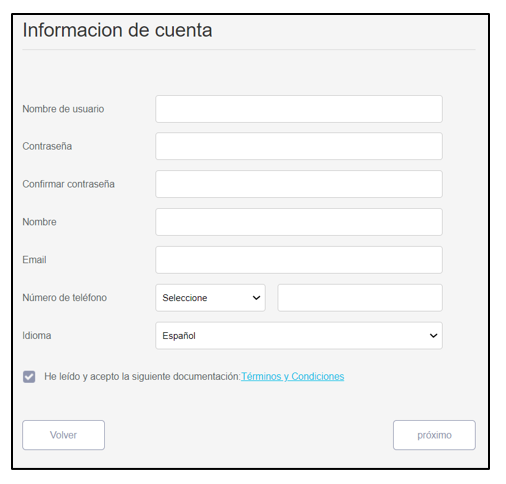 Informacion de cuenta
Nombre de usuario
Contraseña
Confirmar contraseña
Nombre
Email
Número de teléfono Seleccione
Idioma Español
He leído y acepto la siguiente documentación:Términos y Condiciones
Volver próximo